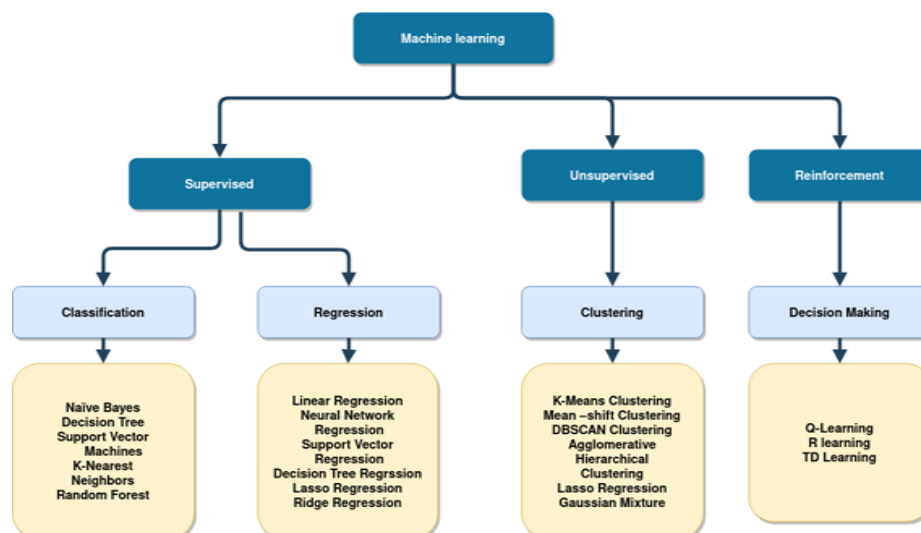 Machine learning
Supervised
Unsupervised
Reinforcement
Classification
Regression
Clustering
Decision Making
Naïve Bayes
Decision Tree
Support Vector
Machines
K-Nearest
Neighbors
Random Forest
Linear Regression
Neural Network
Regression
Support Vector
Regression
Decision Tree Regrssion
Lasso Regression
Ridge Regression
K-Means Clustering
Mean –shift Clustering
DBSCAN Clustering
Agglomerative
Hierarchical
Clustering
Lasso Regression
Gaussian Mixture
Q-Learning
R learning
TD Learning